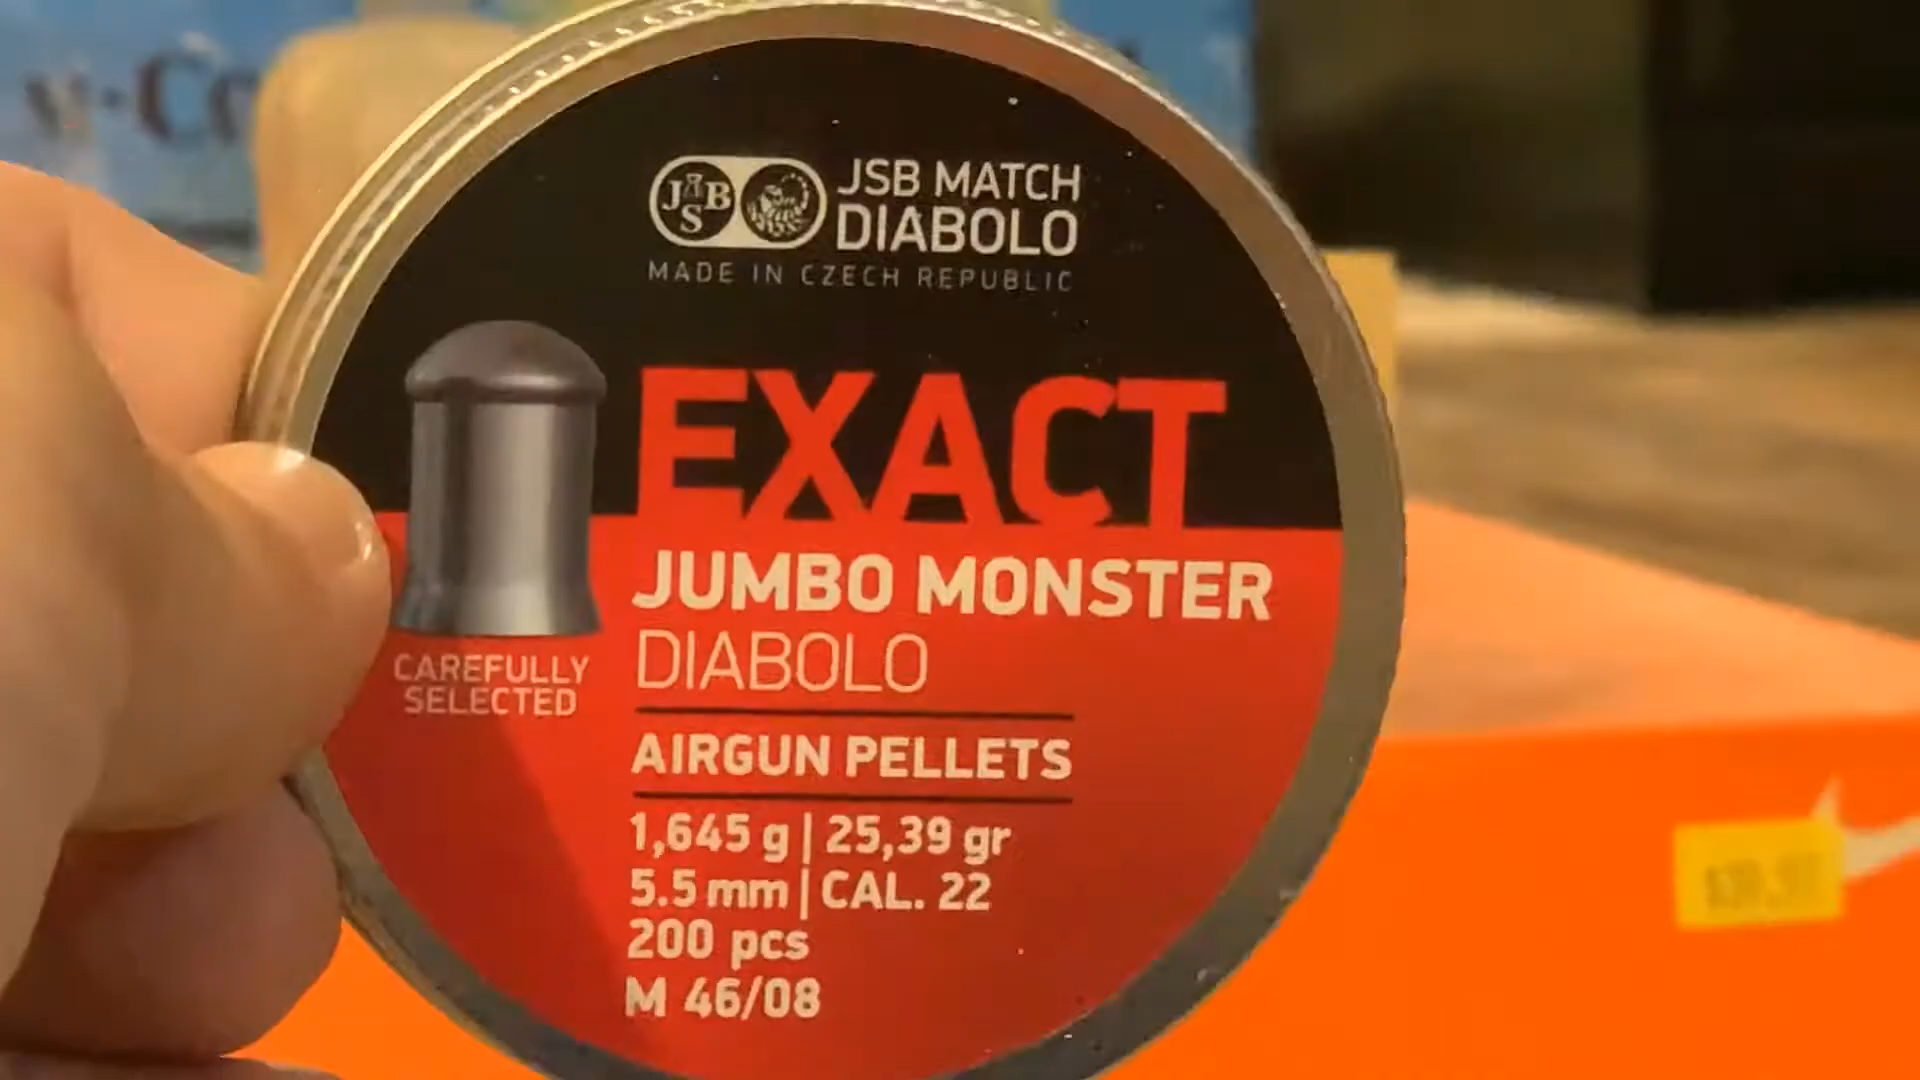 JSB
JSB MATCH
DIABOLO
MADE IN CZECH REPUBLIC
EXACT
JUMBO MONSTER
DIABOLO
CAREFULLY
SELECTED
AIRGUN PELLETS
1,645 g | 25,39 gr
5.5 mm | CAL. 22
200 pcs
M 46/08